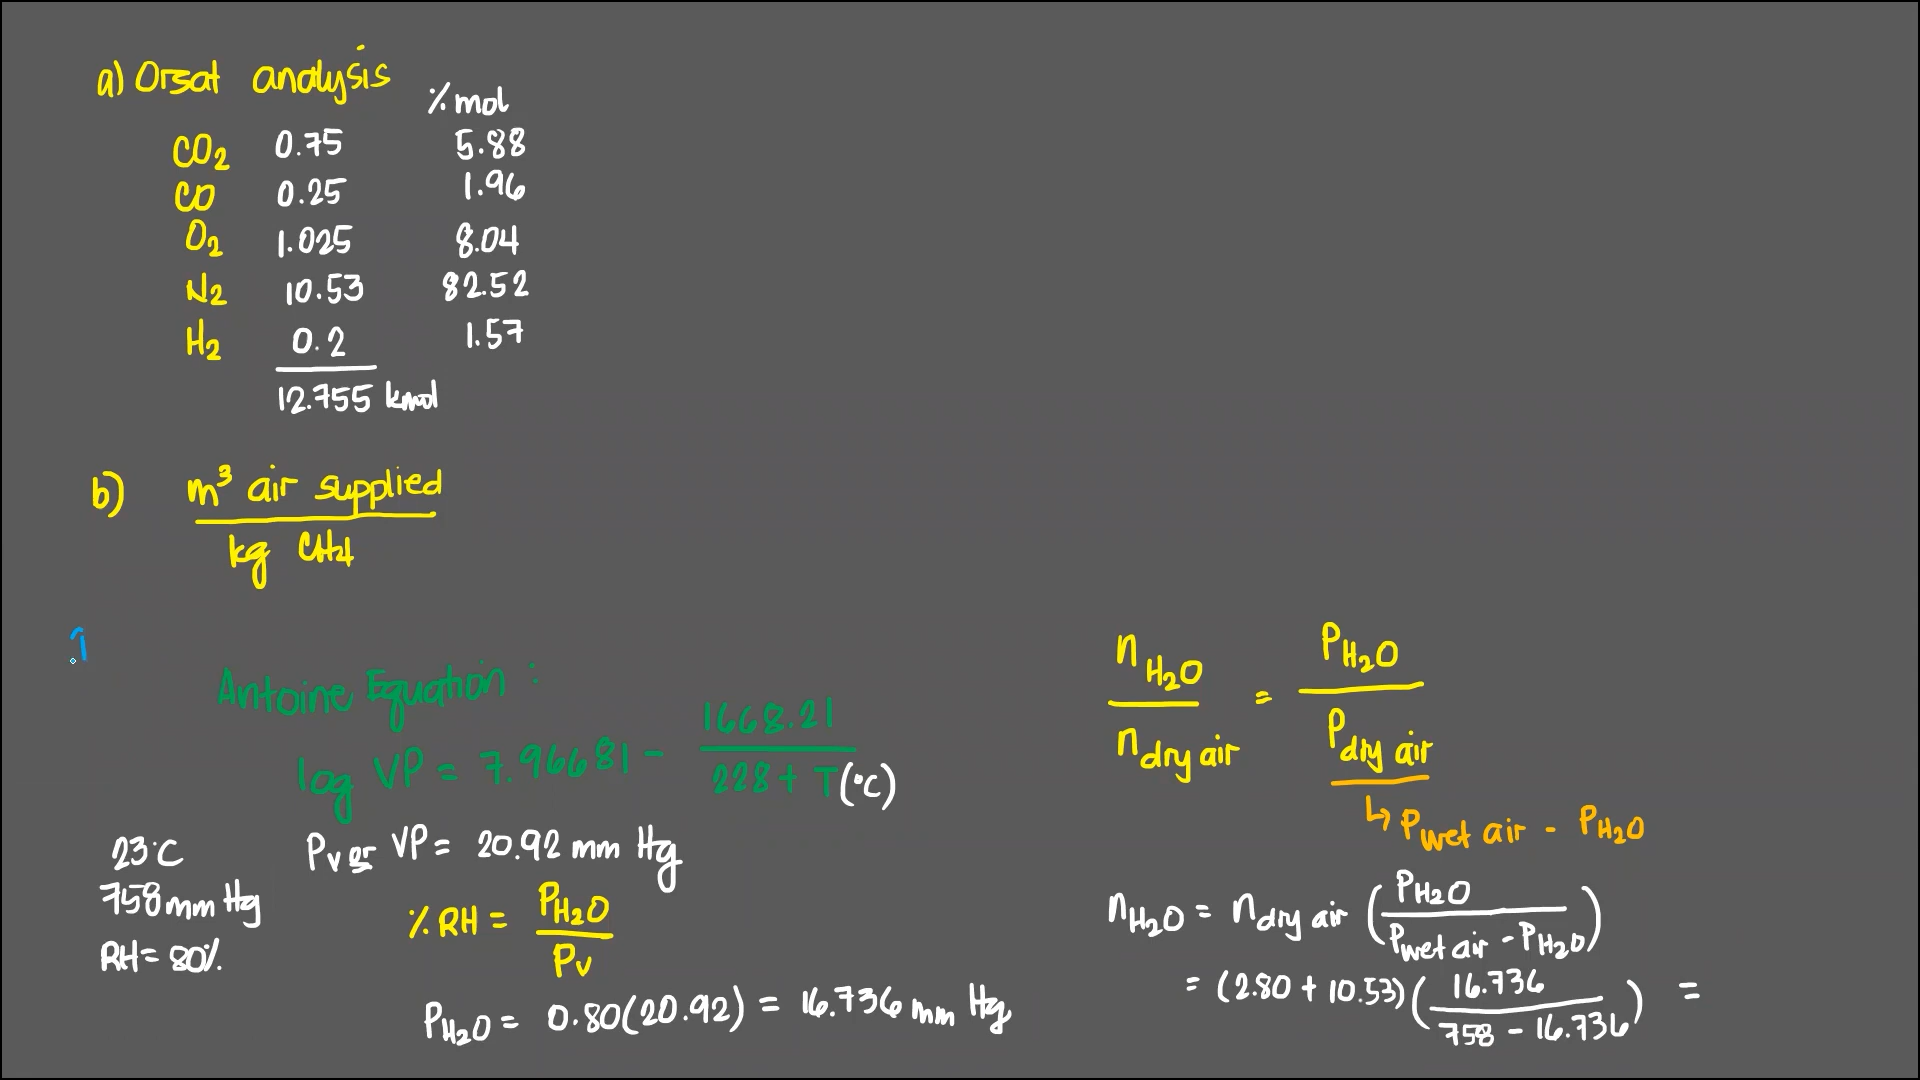 a) Orsat analysis
% mol
CO2 0.75 5.88
CO 0.25 1.96
O2 1.025 8.04
N2 10.53 82.52
H2 0.2 1.57
12.755 kmol
b) m³ air supplied
kg CH4
Antoine Equation :
log VP = 7.96681 - 1668.21
228 + T(°C)
23°C
758 mm Hg
RH = 80%
Pv or VP = 20.92 mm Hg
% RH = PH2O
Pv
PH2O = 0.80(20.92) = 16.736 mm Hg
nH2O = PH2O
ndry air Pdry air
↳ Pwet air - PH2O
nH2O = ndry air (PH2O
Pwet air - PH2O)
= (2.80 + 10.53)(16.736
758 - 16.736) =